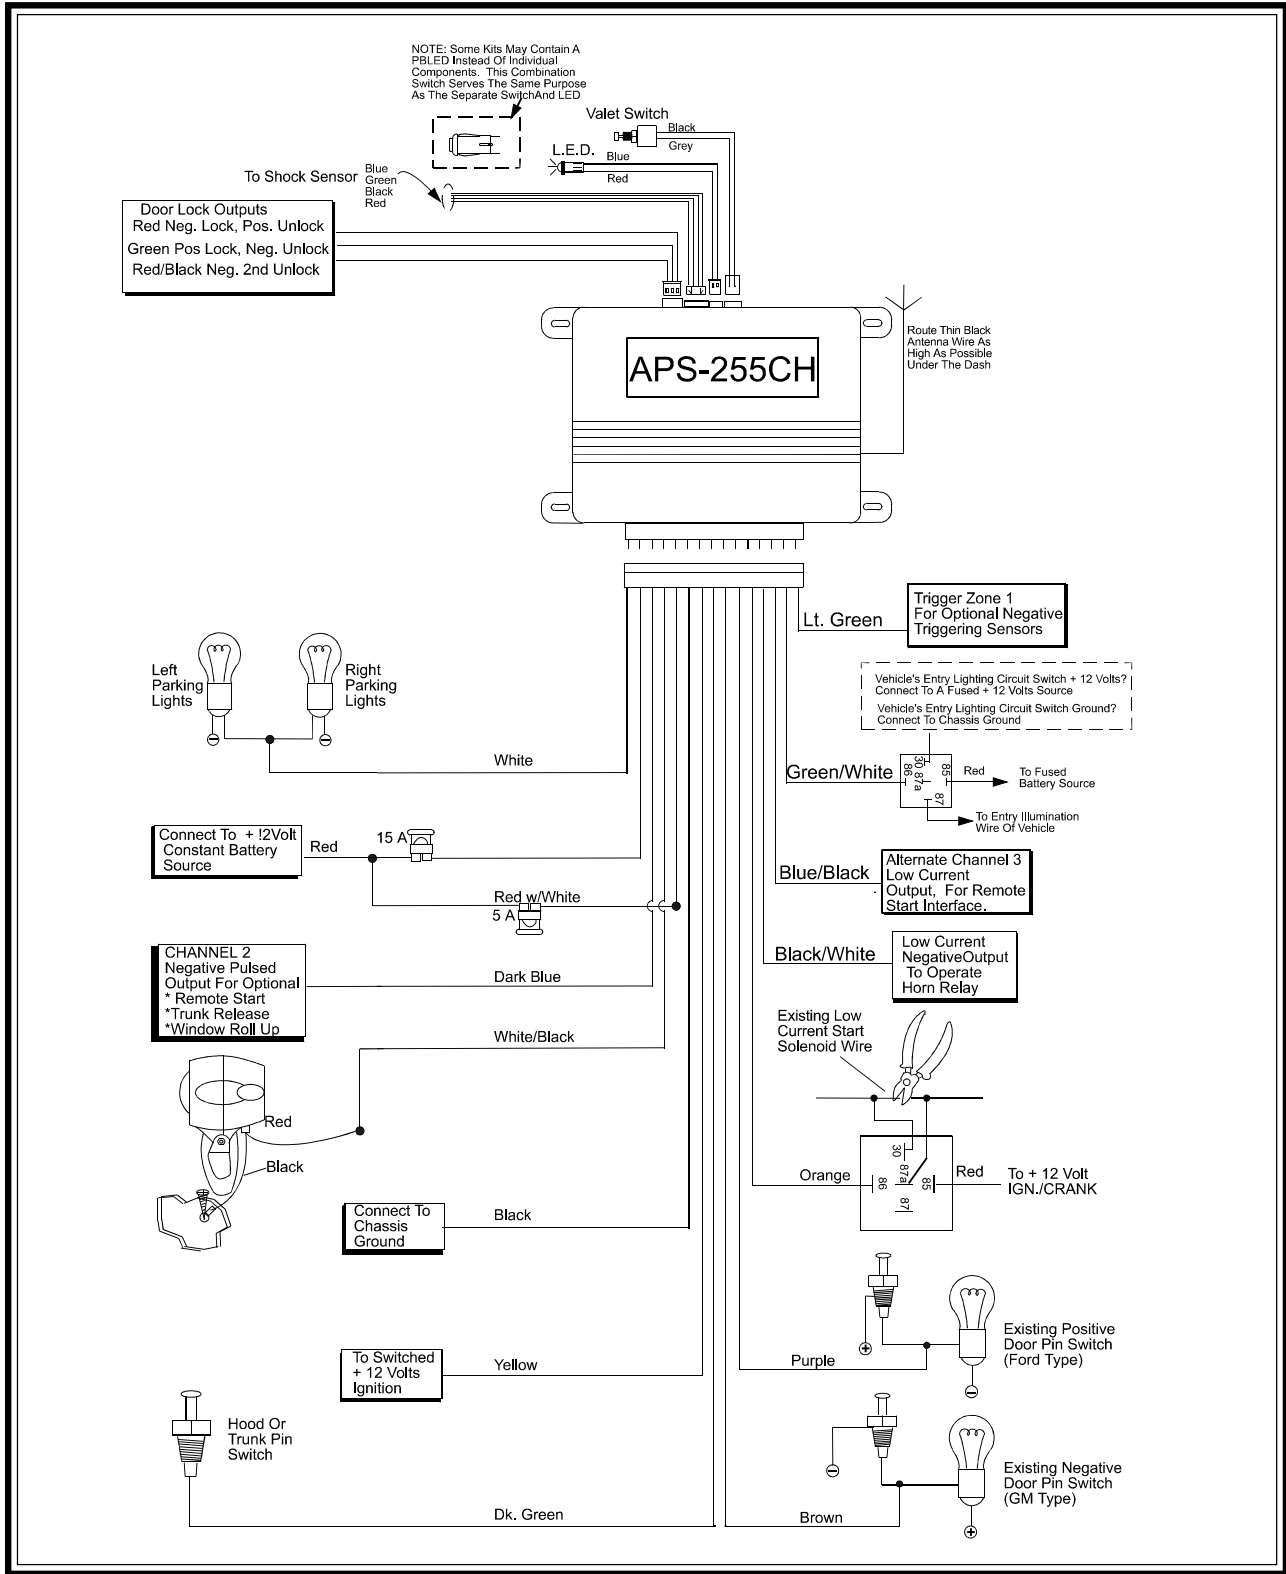 NOTE: Some Kits May Contain A
PBLED Instead Of Individual
Components. This Combination
Switch Serves The Same Purpose
As The Separate SwitchAnd LED
Valet Switch
Black
Grey
L.E.D.
Blue
Red
To Shock Sensor
Blue
Green
Black
Red
Door Lock Outputs
Red Neg. Lock, Pos. Unlock
Green Pos Lock, Neg. Unlock
Red/Black Neg. 2nd Unlock
APS-255CH
Route Thin Black
Antenna Wire As
High As Possible
Under The Dash
Lt. Green
Trigger Zone 1
For Optional Negative
Triggering Sensors
Left
Parking
Lights
Right
Parking
Lights
White
Vehicle's Entry Lighting Circuit Switch + 12 Volts?
Connect To A Fused + 12 Volts Source
Vehicle's Entry Lighting Circuit Switch Ground?
Connect To Chassis Ground
Green/White
86
30
87a
85
87
Red
To Fused
Battery Source
To Entry Illumination
Wire Of Vehicle
Connect To + !2Volt
Constant Battery
Source
Red
15 A
Red w/White
5 A
Blue/Black
Alternate Channel 3
Low Current
Output, For Remote
Start Interface.
CHANNEL 2
Negative Pulsed
Output For Optional
* Remote Start
*Trunk Release
*Window Roll Up
Dark Blue
Black/White
Low Current
NegativeOutput
To Operate
Horn Relay
White/Black
Red
Black
Existing Low
Current Start
Solenoid Wire
Orange
86
30
87a
87
85
Red
To + 12 Volt
IGN./CRANK
Connect To
Chassis
Ground
Black
To Switched
+ 12 Volts
Ignition
Yellow
Purple
Existing Positive
Door Pin Switch
(Ford Type)
Hood Or
Trunk Pin
Switch
Dk. Green
Brown
Existing Negative
Door Pin Switch
(GM Type)